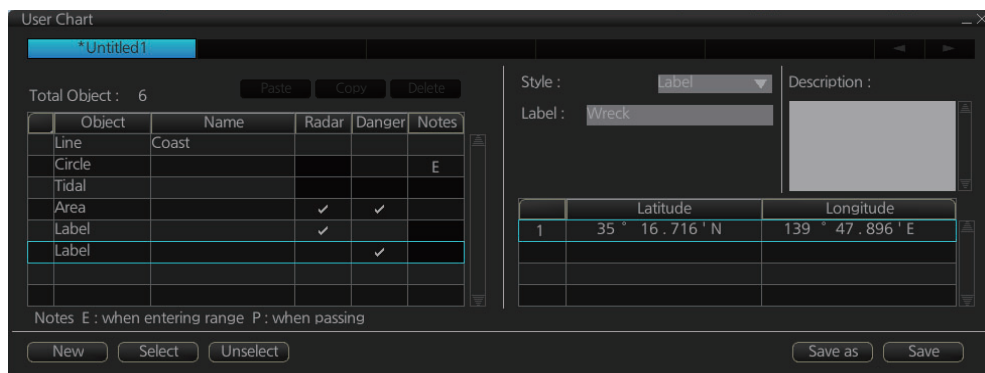 User Chart
*Untitled1
Total Object : 6
Paste Copy Delete
Object Name Radar Danger Notes
Line Coast
Circle E
Tidal
Area ✓ ✓
Label ✓
Label ✓
Notes E : when entering range P : when passing
Style : Label
Label : Wreck
Description :
Latitude Longitude
1 35 ° 16 . 716 ' N 139 ° 47 . 896 ' E
New Select Unselect Save as Save